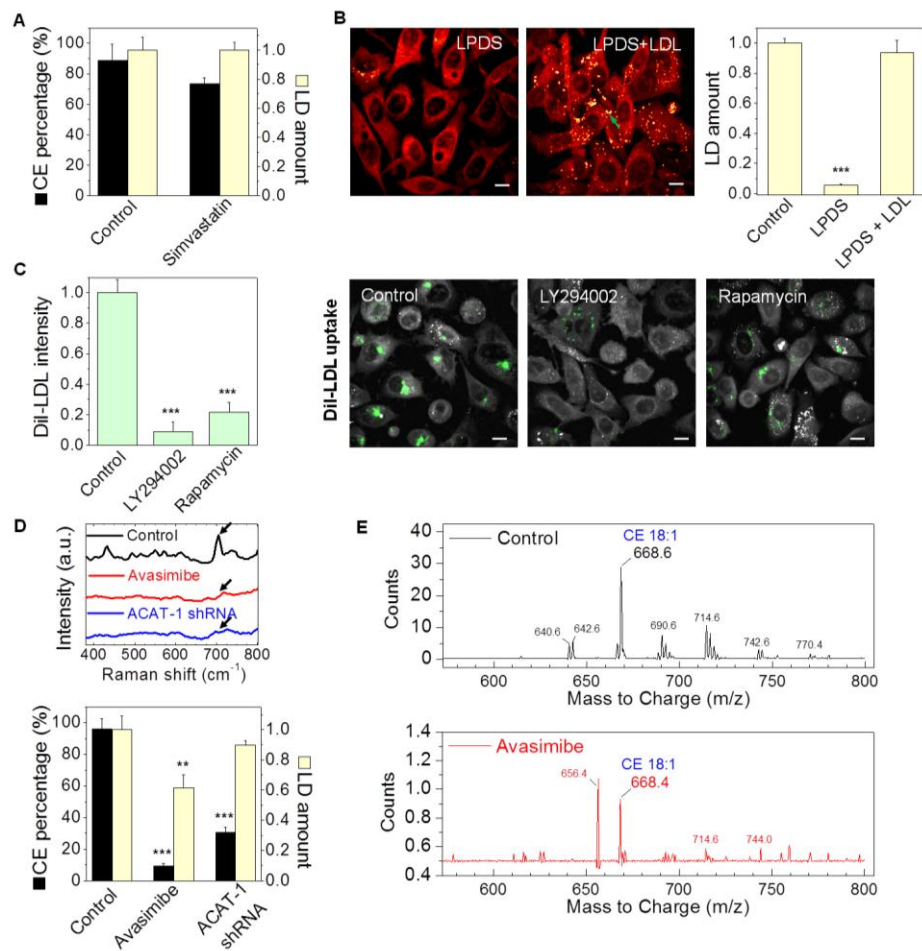 A
CE percentage (%)
100
80
60
40
20
0
1.0
0.8
0.6
0.4
0.2
0.0
LD amount
Control
Simvastatin
B
LPDS
LPDS+LDL
LD amount
1.0
0.8
0.6
0.4
0.2
0.0
***
Control
LPDS
LPDS + LDL
C
DiI-LDL intensity
1.0
0.8
0.6
0.4
0.2
0.0
***
***
Control
LY294002
Rapamycin
DiI-LDL uptake
Control
LY294002
Rapamycin
D
Intensity (a.u.)
Control
Avasimibe
ACAT-1 shRNA
400 500 600 700 800
Raman shift (cm-1)
CE percentage (%)
100
80
60
40
20
0
***
**
***
1.0
0.8
0.6
0.4
0.2
0.0
LD amount
Control
Avasimibe
ACAT-1
shRNA
E
Counts
40
30
20
10
0
Control
CE 18:1
668.6
640.6
642.6
690.6
714.6
742.6
770.4
600 650 700 750 800
Mass to Charge (m/z)
Counts
1.4
1.2
1.0
0.8
0.6
0.4
Avasimibe
CE 18:1
656.4
668.4
714.6
744.0
600 650 700 750 800
Mass to Charge (m/z)